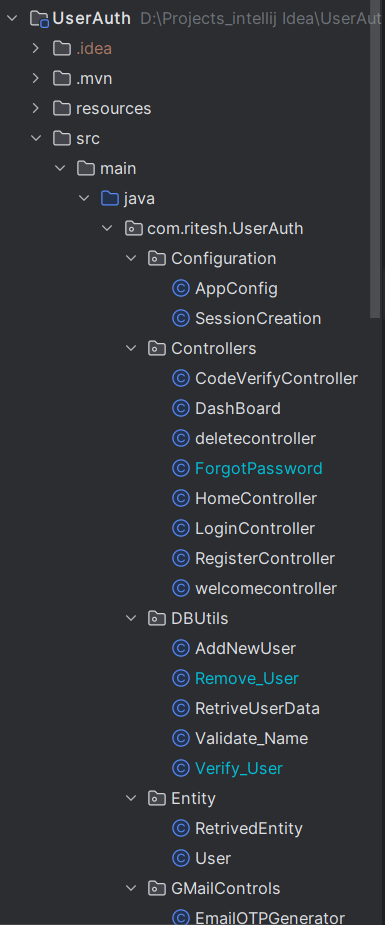 UserAuth D:\Projects_intellij Idea\UserAut
.idea
.mvn
resources
src
main
java
com.ritesh.UserAuth
Configuration
AppConfig
SessionCreation
Controllers
CodeVerifyController
DashBoard
deletecontroller
ForgotPassword
HomeController
LoginController
RegisterController
welcomecontroller
DBUtils
AddNewUser
Remove_User
RetriveUserData
Validate_Name
Verify_User
Entity
RetrivedEntity
User
GMailControls
EmailOTPGenerator